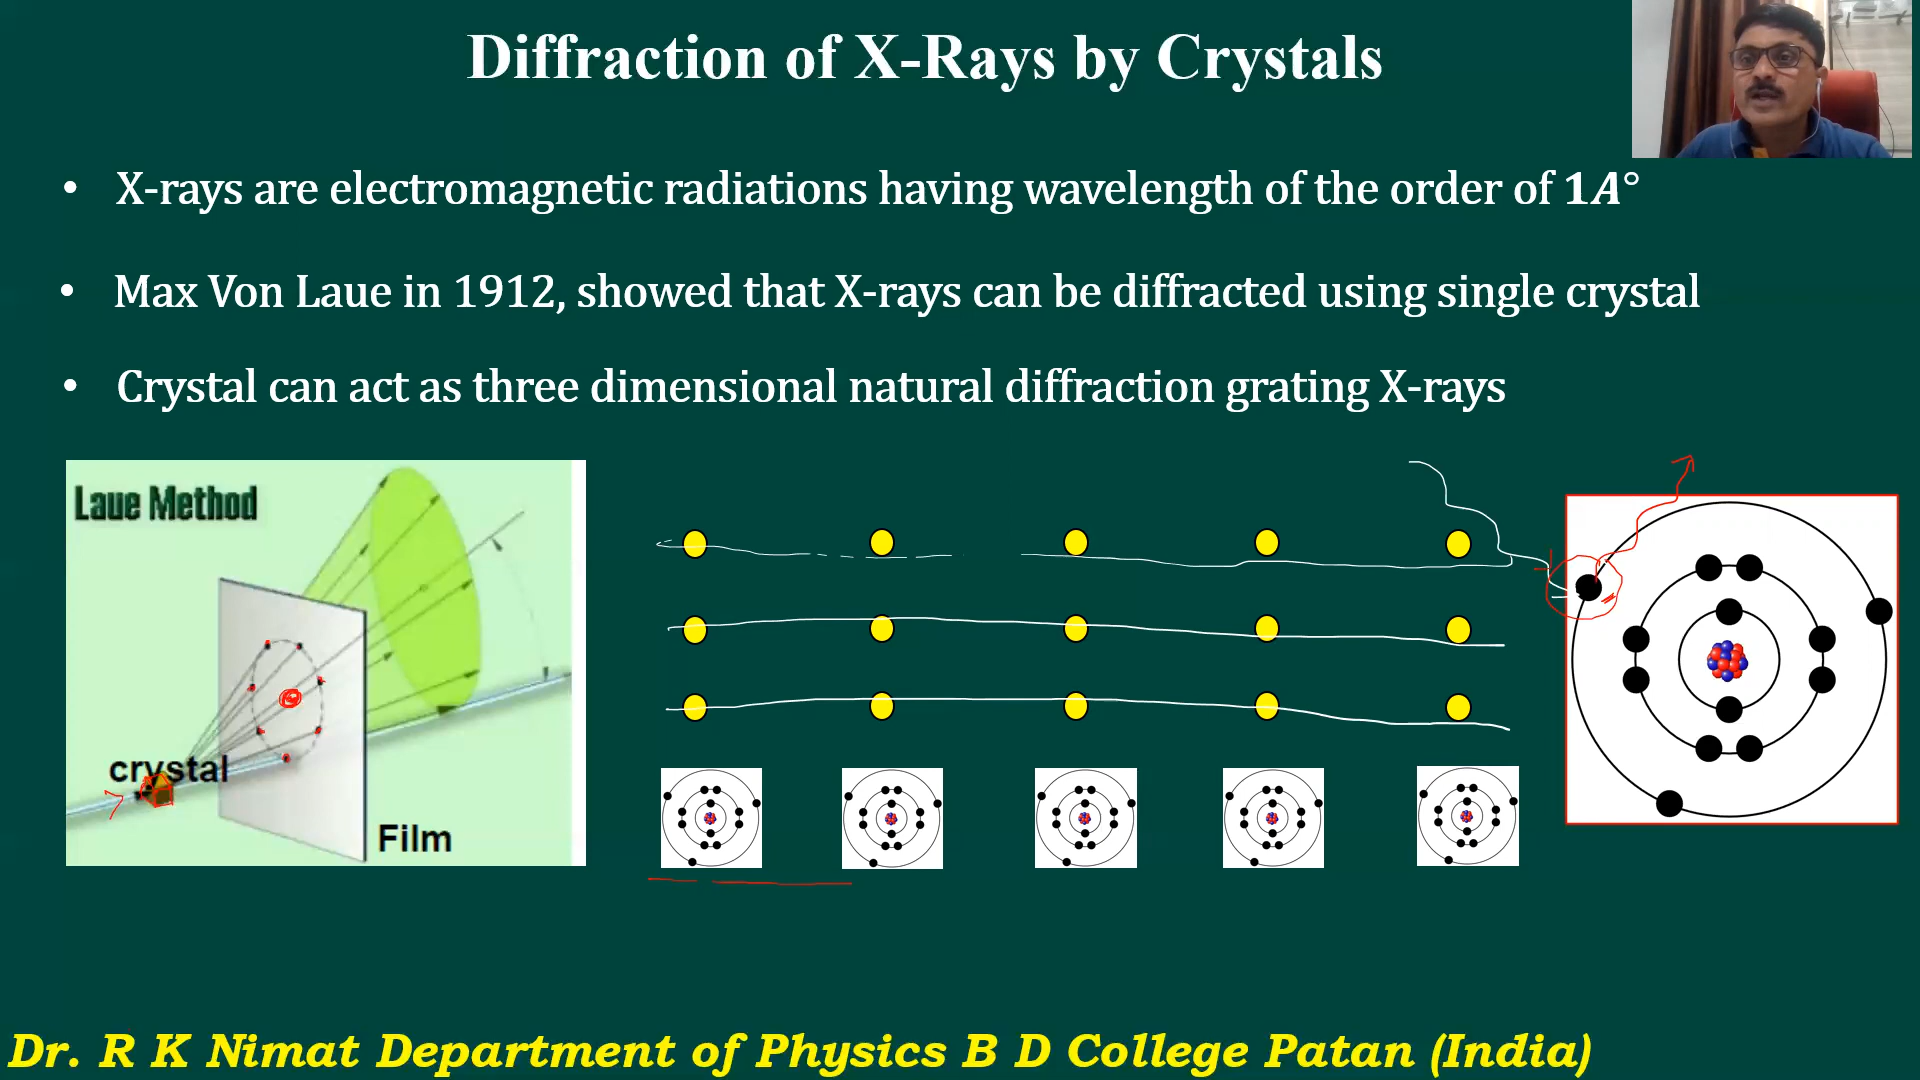 Diffraction of X-Rays by Crystals
• X-rays are electromagnetic radiations having wavelength of the order of 1A°
• Max Von Laue in 1912, showed that X-rays can be diffracted using single crystal
• Crystal can act as three dimensional natural diffraction grating X-rays
Laue Method
crystal
Film
Dr. R K Nimat Department of Physics B D College Patan (India)